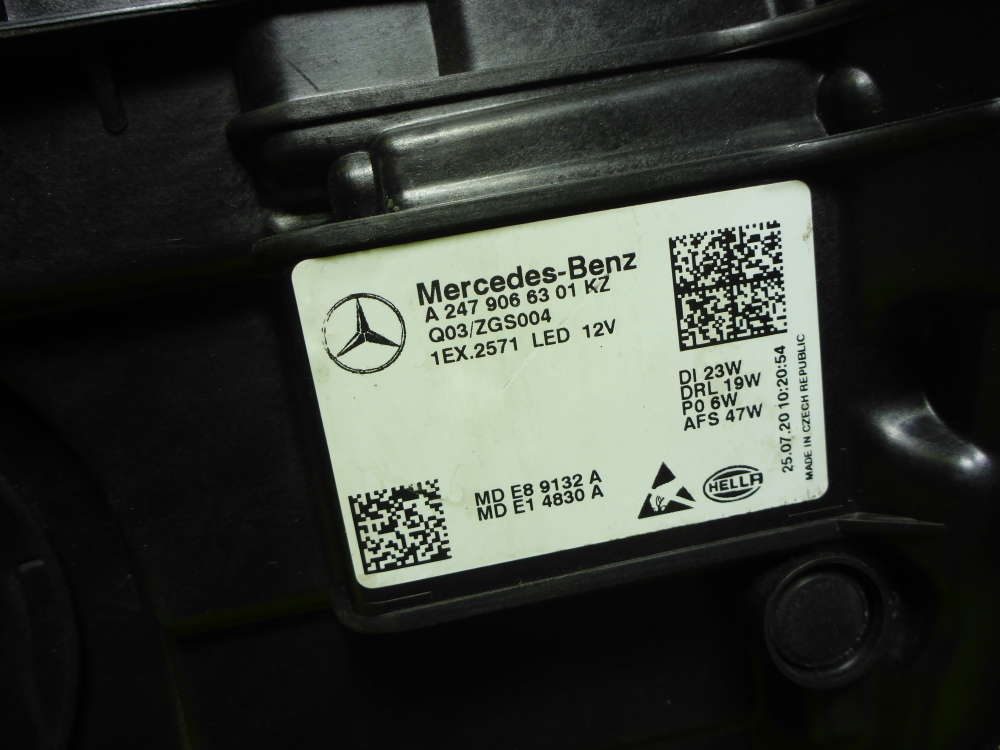 Mercedes-Benz
A 247 906 63 01 KZ
Q03/ZGS004
1EX.2571 LED 12V
DI 23W
DRL 19W
P0 6W
AFS 47W
25.07.20 10:20:54
MADE IN CZECH REPUBLIC
MD E8 9132 A
MD E1 4830 A
HELLA